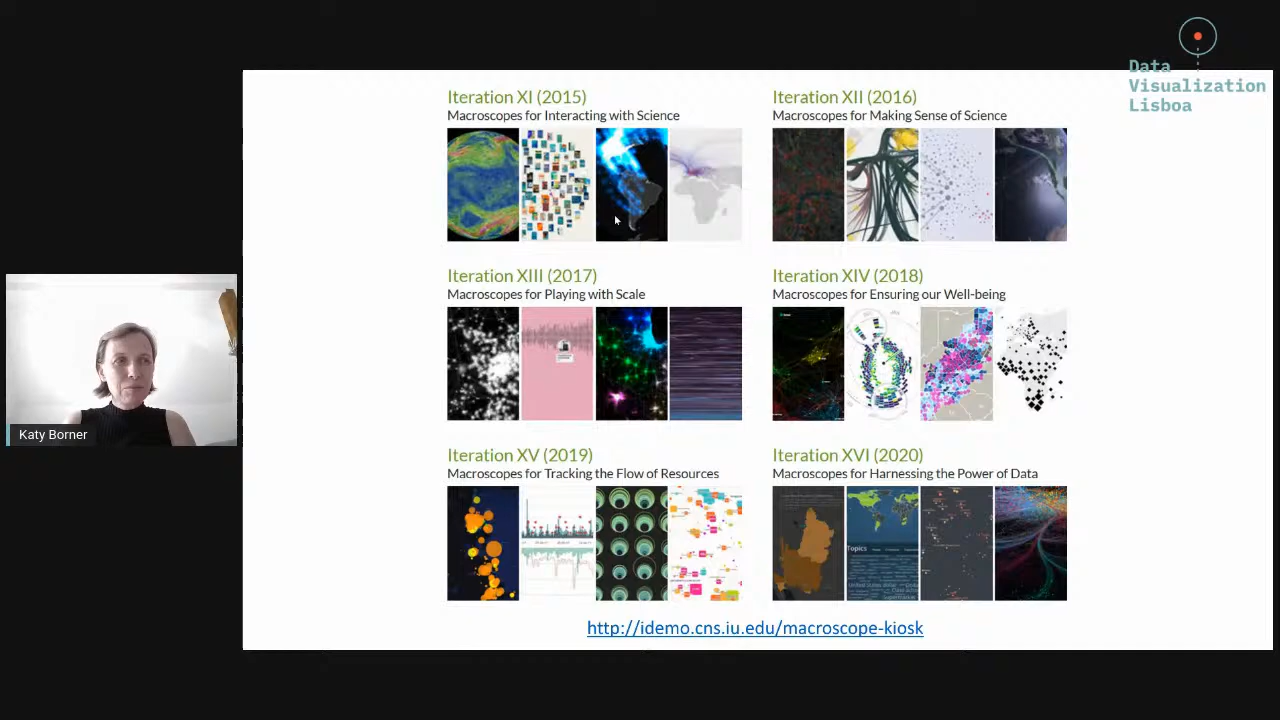 Data
Visualization
Lisboa
Iteration XI (2015)
Macroscopes for Interacting with Science
Iteration XII (2016)
Macroscopes for Making Sense of Science
Iteration XIII (2017)
Macroscopes for Playing with Scale
Iteration XIV (2018)
Macroscopes for Ensuring our Well-being
Katy Borner
Iteration XV (2019)
Macroscopes for Tracking the Flow of Resources
Iteration XVI (2020)
Macroscopes for Harnessing the Power of Data
Topics
http://idemo.cns.iu.edu/macroscope-kiosk